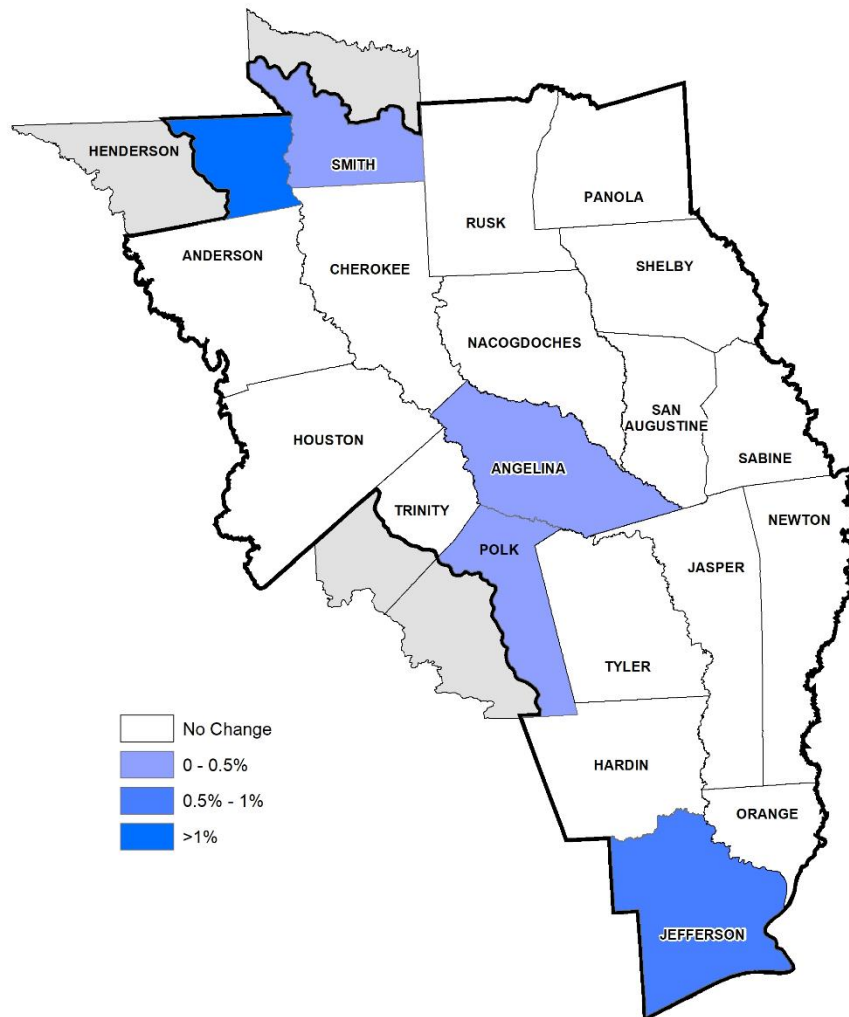 HENDERSON
SMITH
PANOLA
RUSK
ANDERSON
CHEROKEE
SHELBY
NACOGDOCHES
SAN
AUGUSTINE
HOUSTON
ANGELINA
SABINE
TRINITY
NEWTON
POLK
JASPER
TYLER
No Change
0 - 0.5%
0.5% - 1%
>1%
HARDIN
ORANGE
JEFFERSON